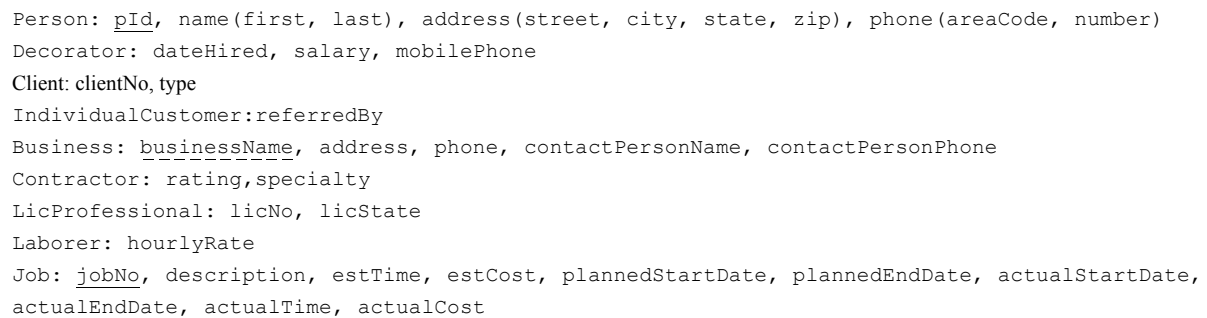 Person: pId, name(first, last), address(street, city, state, zip), phone(areaCode, number)
Decorator: dateHired, salary, mobilePhone
Client: clientNo, type
IndividualCustomer:referredBy
Business: businessName, address, phone, contactPersonName, contactPersonPhone
Contractor: rating,specialty
LicProfessional: licNo, licState
Laborer: hourlyRate
Job: jobNo, description, estTime, estCost, plannedStartDate, plannedEndDate, actualStartDate,
actualEndDate, actualTime, actualCost